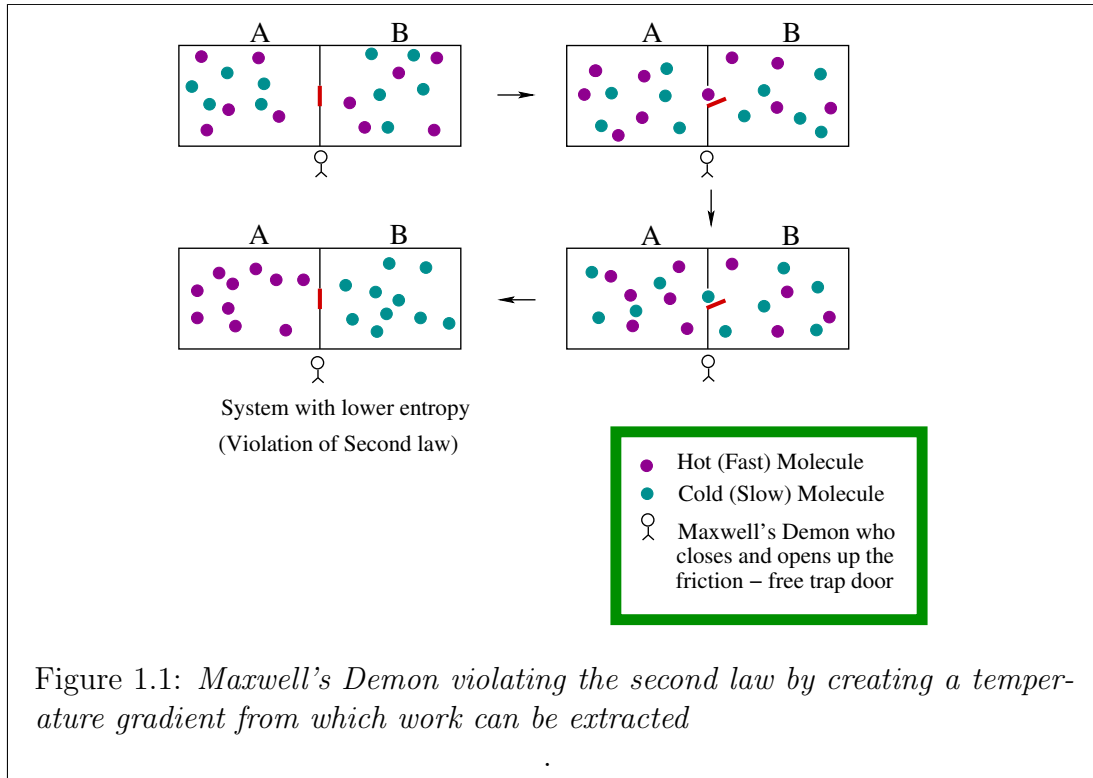 A B
A B
A B
A B
System with lower entropy
(Violation of Second law)
Hot (Fast) Molecule
Cold (Slow) Molecule
Maxwell's Demon who
closes and opens up the
friction − free trap door
Figure 1.1: Maxwell's Demon violating the second law by creating a temper-
ature gradient from which work can be extracted
.